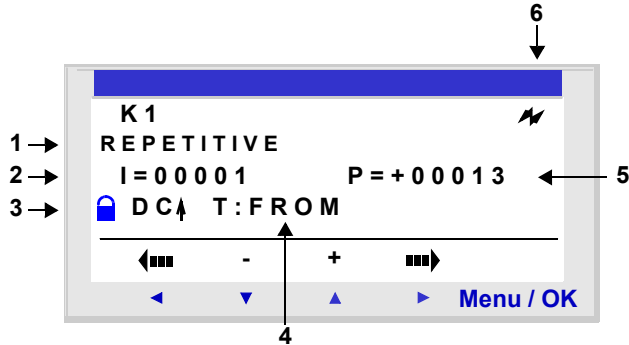 6
K1
1 REPETITIVE
2 I=00001 P=+00013 5
3 DC T:FROM
- +
Menu / OK
4